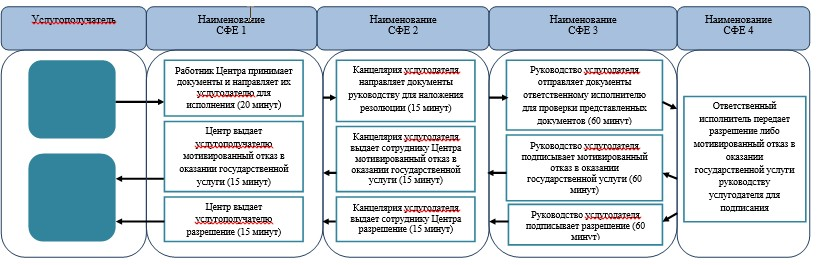 Услугополучатель
Наименование
СФЕ 1
Наименование
СФЕ 2
Наименование
СФЕ 3
Наименование
СФЕ 4
Работник Центра принимает
документы и направляет их
услугодателю для
исполнения (20 минут)
Канцелярия услугодателя
направляет документы
руководству для наложения
резолюции (15 минут)
Руководство услугодателя
отправляет документы
ответственному исполнителю
для проверки представленных
документов (60 минут)
Ответственный
исполнитель передает
разрешение либо
мотивированный отказ в
оказании
государственной услуги
руководству
услугодателя для
подписания
Центр выдает
услугополучателю
мотивированный отказ в
оказании государственной
услуги (15 минут)
Канцелярия услугодателя
выдает сотруднику Центра
мотивированный отказ в
оказании государственной
услуги (15 минут)
Руководство услугодателя
подписывает мотивированный
отказ в оказании
государственной услуги (60
минут)
Центр выдает
услугополучателю
разрешение (15 минут)
Канцелярия услугодателя
выдает сотруднику Центра
разрешение (15 минут)
Руководство услугодателя
подписывает разрешение (60
минут)